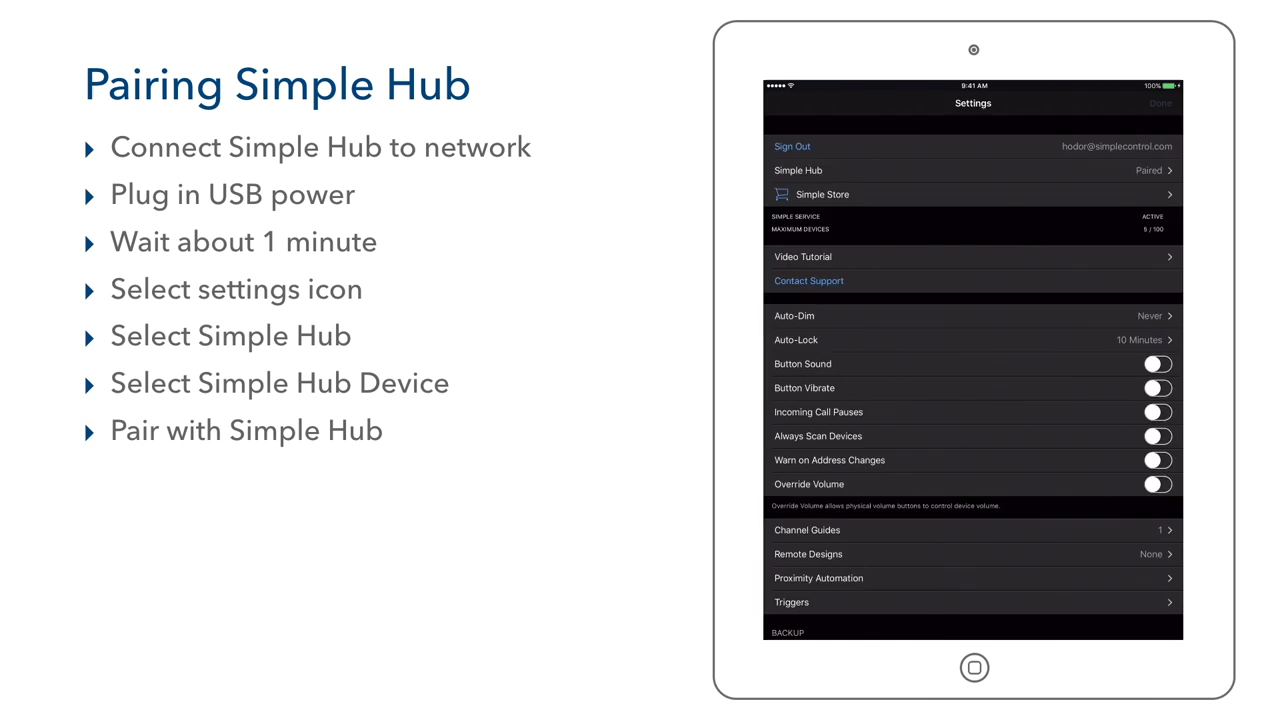 Pairing Simple Hub
Connect Simple Hub to network
Plug in USB power
Wait about 1 minute
Select settings icon
Select Simple Hub
Select Simple Hub Device
Pair with Simple Hub
9:41 AM 100%
Settings Done
Sign Out hodor@simplecontrol.com
Simple Hub Paired
Simple Store
SIMPLE SERVICE ACTIVE
MAXIMUM DEVICES 5 / 100
Video Tutorial
Contact Support
Auto-Dim Never
Auto-Lock 10 Minutes
Button Sound
Button Vibrate
Incoming Call Pauses
Always Scan Devices
Warn on Address Changes
Override Volume
Override Volume allows physical volume buttons to control device volume.
Channel Guides 1
Remote Designs None
Proximity Automation
Triggers
BACKUP